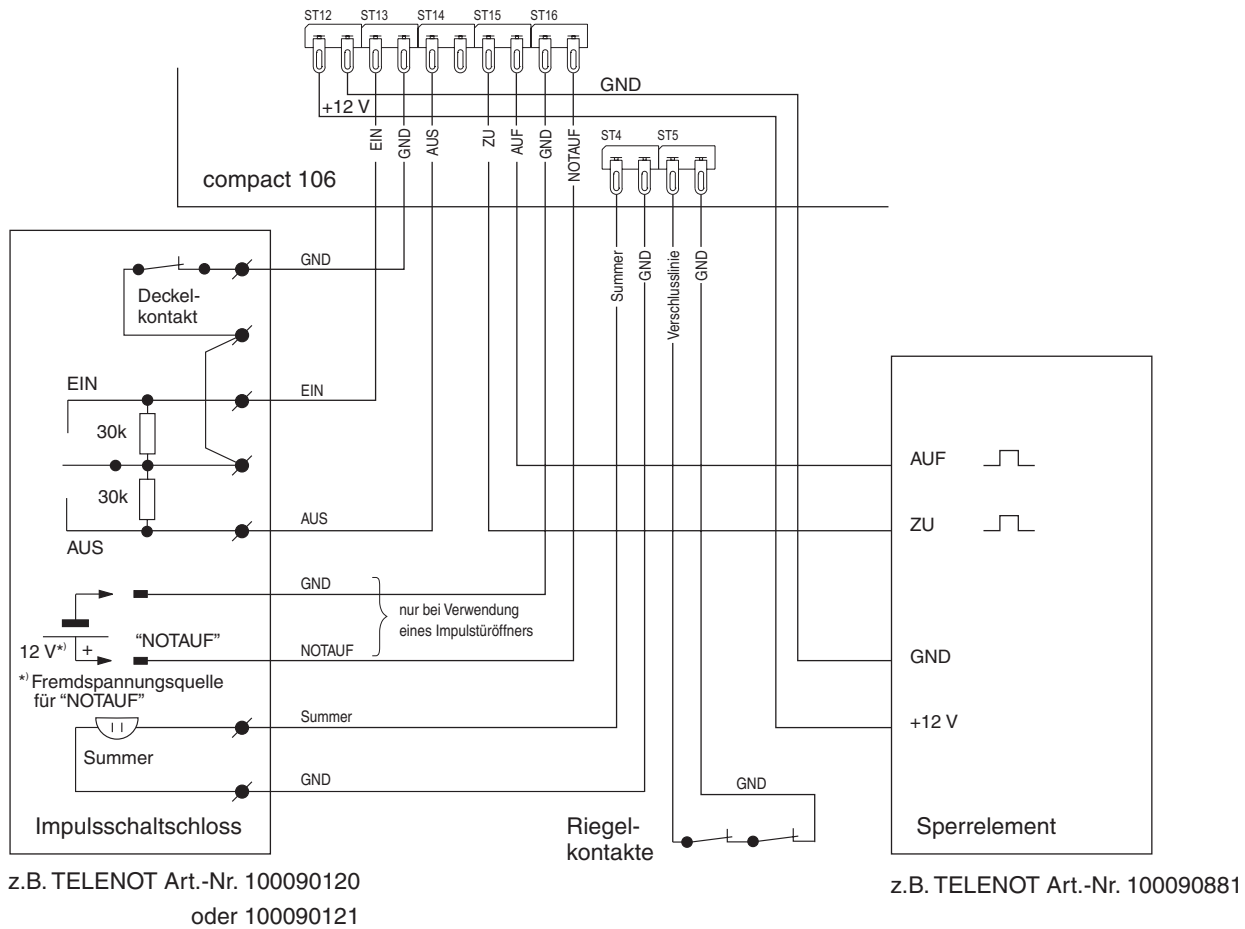 ST12 ST13 ST14 ST15 ST16
GND
+12 V
EIN
GND
AUS
ZU
AUF
GND
NOTAUF
ST4 ST5
compact 106
Summer
GND
Verschlusslinie
GND
GND
Deckel-
kontakt
EIN
EIN
30k
30k
AUS
AUS
GND
nur bei Verwendung
eines Impulstüröffners
12 V*) +
"NOTAUF"
NOTAUF
*) Fremdspannungsquelle
für "NOTAUF"
Summer
Summer
GND
Impulsschaltschloss
z.B. TELENOT Art.-Nr. 100090120
oder 100090121
GND
Riegel-
kontakte
AUF
ZU
GND
+12 V
Sperrelement
z.B. TELENOT Art.-Nr. 100090881